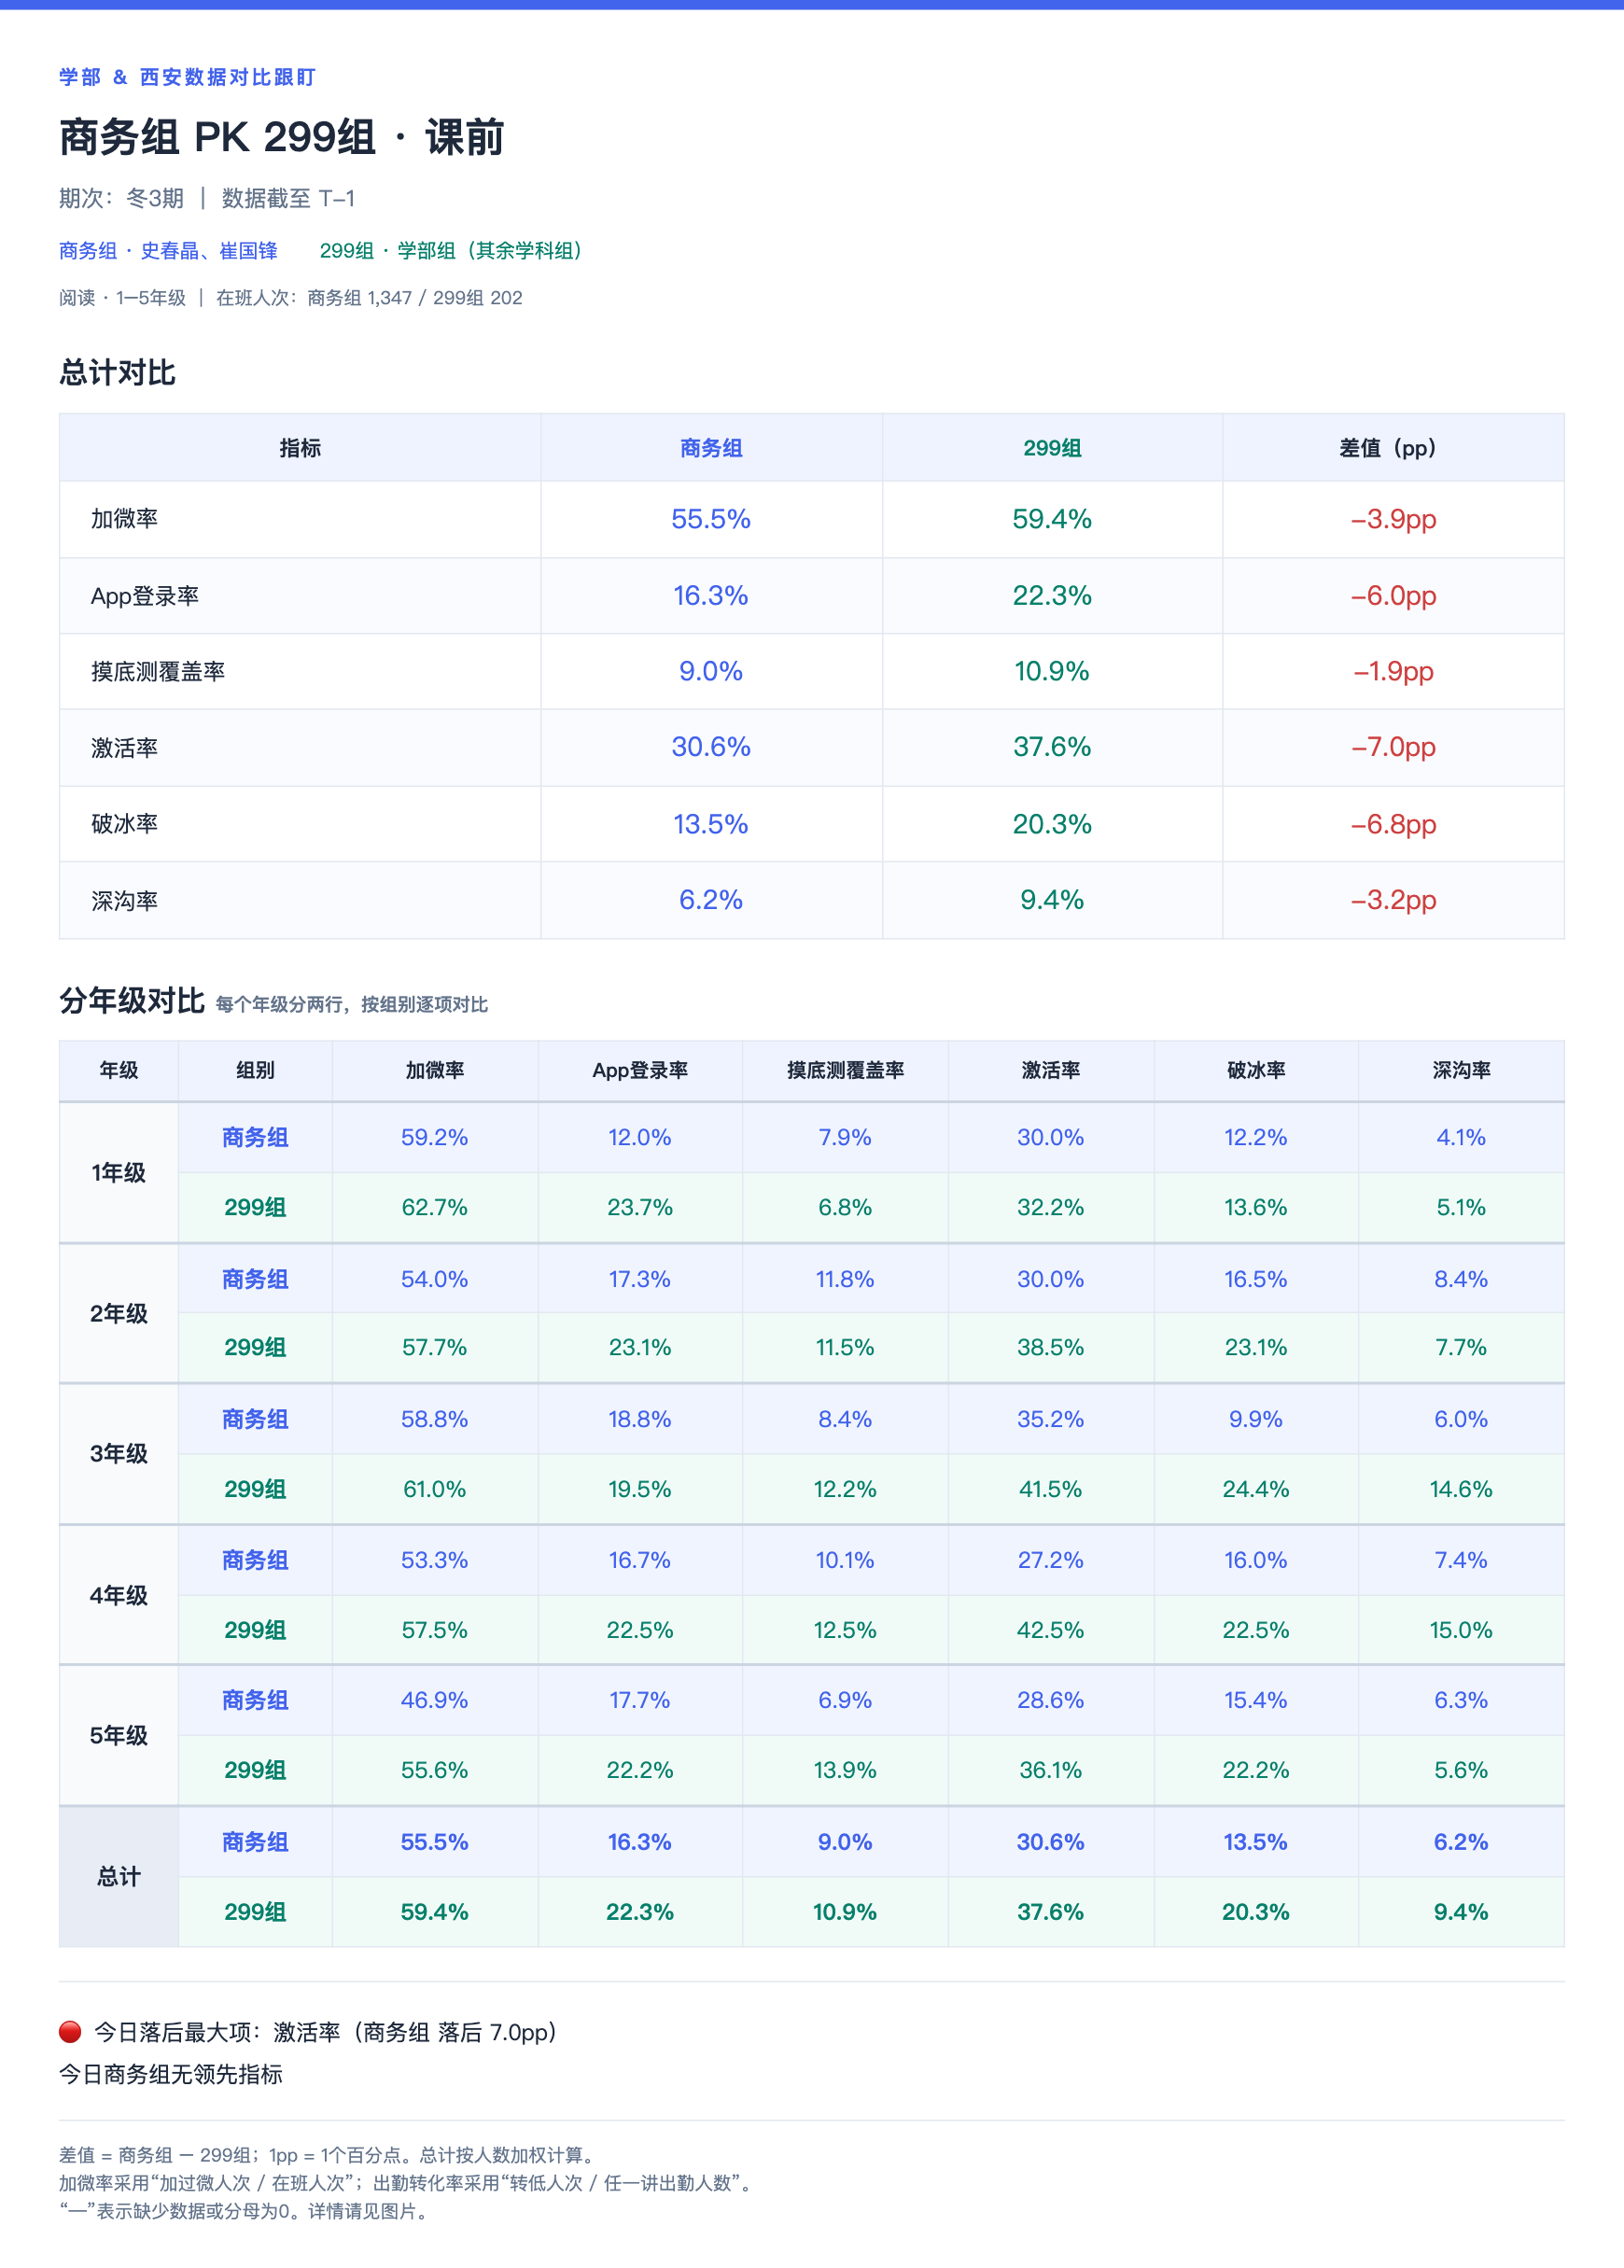 学部 & 西安数据对比跟盯
商务组 PK 299组 · 课前
期次：冬3期 ｜ 数据截至 T–1
商务组 · 史春晶、崔国锋 299组 · 学部组（其余学科组）
阅读 · 1—5年级 ｜ 在班人次：商务组 1,347 / 299组 202
总计对比
指标 商务组 299组 差值（pp）
加微率 55.5% 59.4% –3.9pp
App登录率 16.3% 22.3% –6.0pp
摸底测覆盖率 9.0% 10.9% –1.9pp
激活率 30.6% 37.6% –7.0pp
破冰率 13.5% 20.3% –6.8pp
深沟率 6.2% 9.4% –3.2pp
分年级对比 每个年级分两行，按组别逐项对比
年级 组别 加微率 App登录率 摸底测覆盖率 激活率 破冰率 深沟率
1年级
商务组 59.2% 12.0% 7.9% 30.0% 12.2% 4.1%
299组 62.7% 23.7% 6.8% 32.2% 13.6% 5.1%
2年级
商务组 54.0% 17.3% 11.8% 30.0% 16.5% 8.4%
299组 57.7% 23.1% 11.5% 38.5% 23.1% 7.7%
3年级
商务组 58.8% 18.8% 8.4% 35.2% 9.9% 6.0%
299组 61.0% 19.5% 12.2% 41.5% 24.4% 14.6%
4年级
商务组 53.3% 16.7% 10.1% 27.2% 16.0% 7.4%
299组 57.5% 22.5% 12.5% 42.5% 22.5% 15.0%
5年级
商务组 46.9% 17.7% 6.9% 28.6% 15.4% 6.3%
299组 55.6% 22.2% 13.9% 36.1% 22.2% 5.6%
总计
商务组 55.5% 16.3% 9.0% 30.6% 13.5% 6.2%
299组 59.4% 22.3% 10.9% 37.6% 20.3% 9.4%
今日落后最大项：激活率（商务组 落后 7.0pp）
今日商务组无领先指标
差值 = 商务组 — 299组；1pp = 1个百分点。总计按人数加权计算。
加微率采用“加过微人次 / 在班人次”；出勤转化率采用“转低人次 / 任一讲出勤人数”。
“—”表示缺少数据或分母为0。详情请见图片。